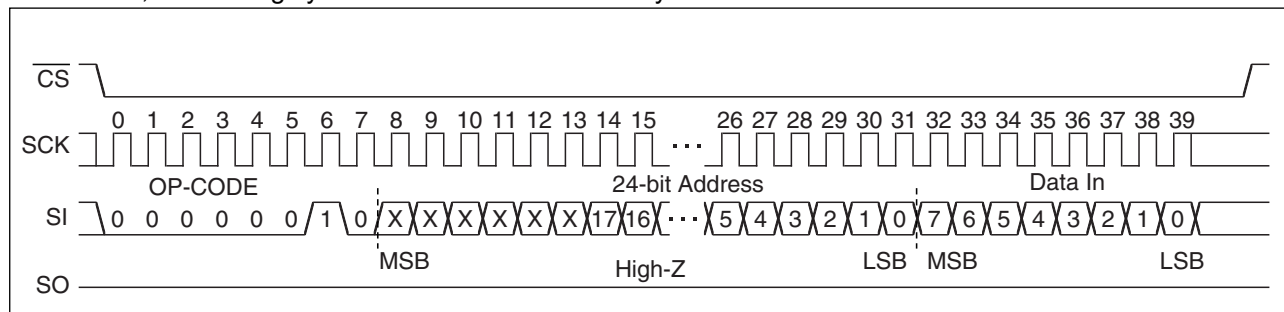 CS
0 1 2 3 4 5 6 7 8 9 10 11 12 13 14 15 26 27 28 29 30 31 32 33 34 35 36 37 38 39
SCK ···
OP-CODE 24-bit Address Data In
SI 0 0 0 0 0 0 1 0 X X X X X X 17 16 ··· 5 4 3 2 1 0 7 6 5 4 3 2 1 0
MSB High-Z LSB MSB LSB
SO